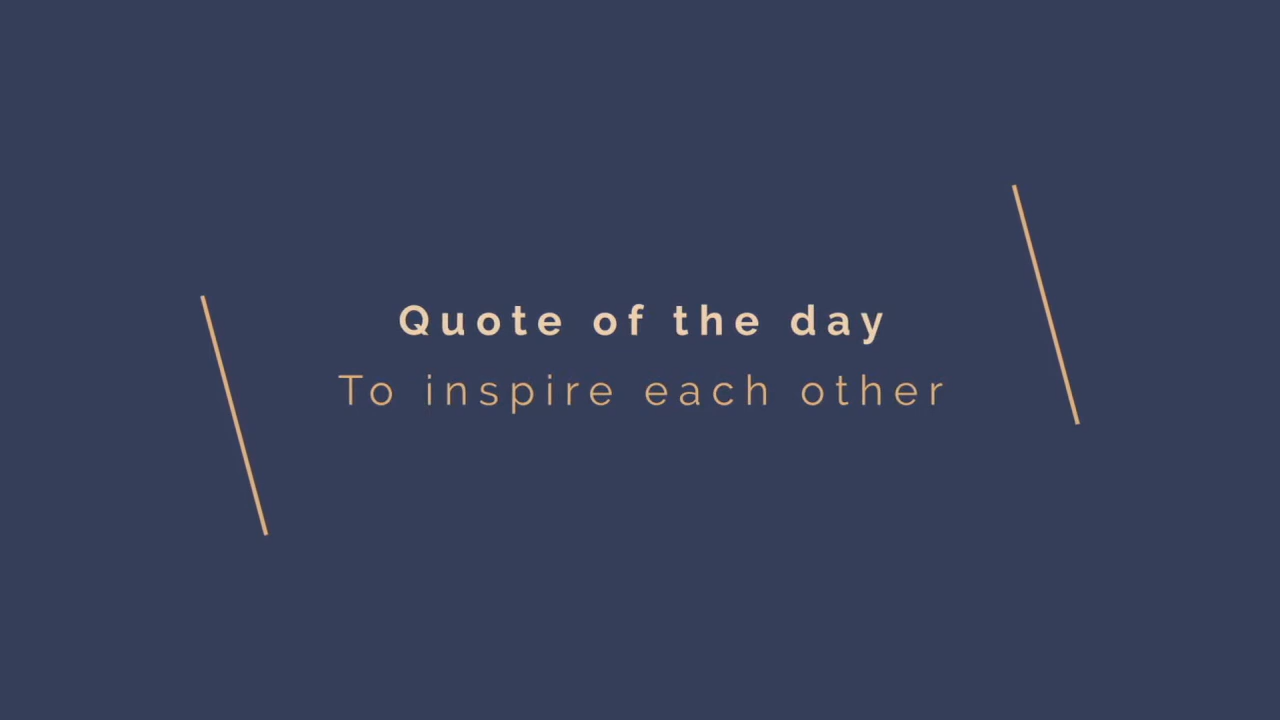 Quote of the day
To inspire each other